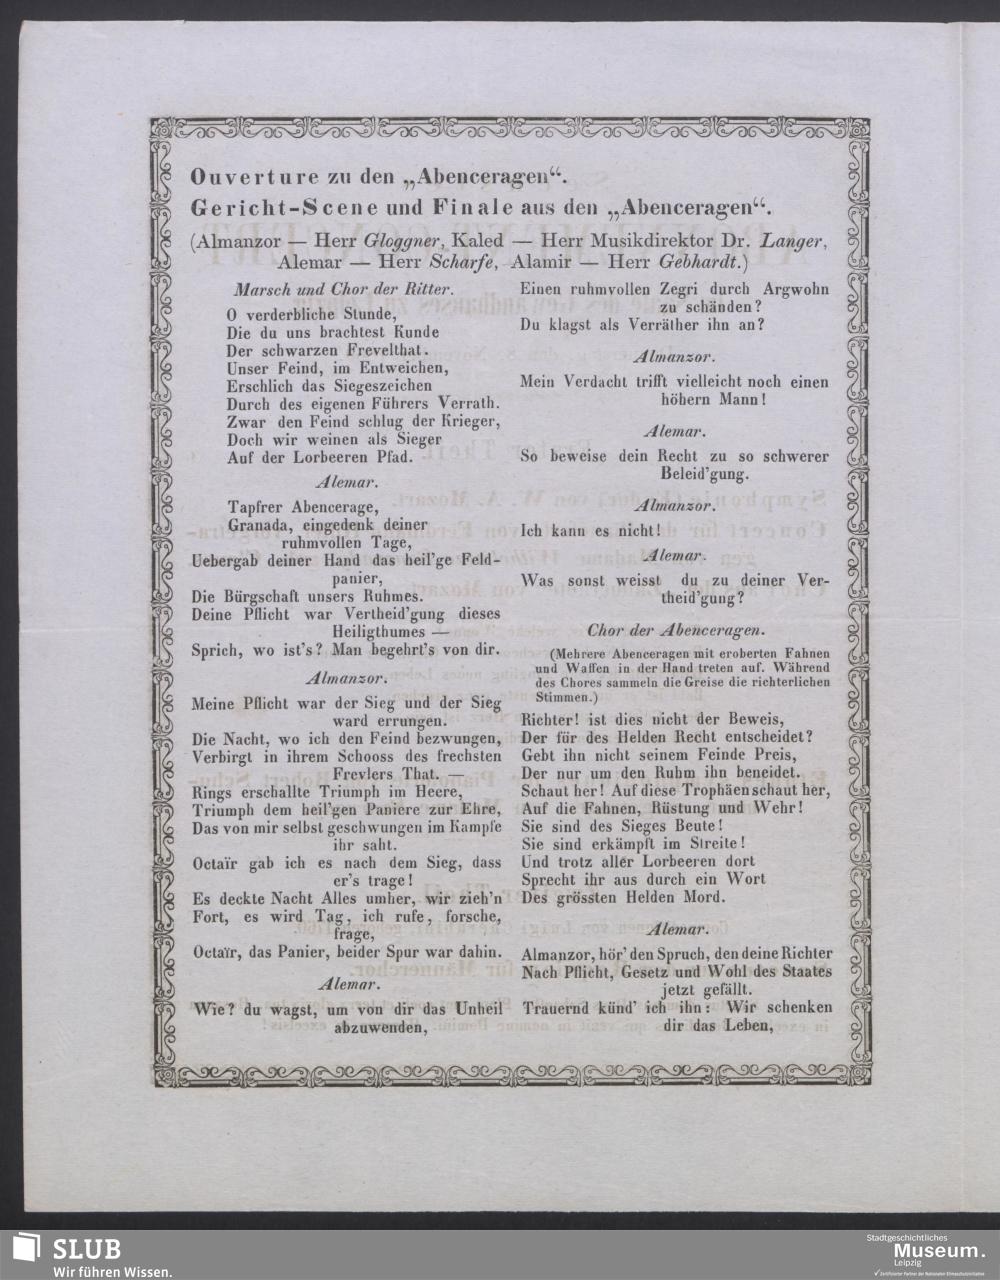 Ouverture zu den „Abenceragen“.
Gericht-Scene und Finale aus den „Abenceragen“.
(Almanzor — Herr Gloggner, Kaled — Herr Musikdirektor Dr. Langer,
Alemar — Herr Scharfe, Alamir — Herr Gebhardt.)
Marsch und Chor der Ritter.
O verderbliche Stunde,
Die du uns brachtest Kunde
Der schwarzen Frevelthat.
Unser Feind, im Entweichen,
Erschlich das Siegeszeichen
Durch des eigenen Führers Verrath.
Zwar den Feind schlug der Krieger,
Doch wir weinen als Sieger
Auf der Lorbeeren Pfad.
Alemar.
Tapfrer Abencerage,
Granada, eingedenk deiner
ruhmvollen Tage,
Uebergab deiner Hand das heil'ge Feld-
panier,
Die Bürgschaft unsers Ruhmes.
Deine Pflicht war Vertheid'gung dieses
Heiligthumes —
Sprich, wo ist's? Man begehrt's von dir.
Almanzor.
Meine Pflicht war der Sieg und der Sieg
ward errungen.
Die Nacht, wo ich den Feind bezwungen,
Verbirgt in ihrem Schooss des frechsten
Frevlers That. —
Rings erschallte Triumph im Heere,
Triumph dem heil'gen Paniere zur Ehre,
Das von mir selbst geschwungen im Kampfe
ihr saht.
Octaïr gab ich es nach dem Sieg, dass
er's trage!
Es deckte Nacht Alles umher, wir zieh'n
Fort, es wird Tag, ich rufe, forsche,
frage,
Octaïr, das Panier, beider Spur war dahin.
Alemar.
Wie? du wagst, um von dir das Unheil
abzuwenden,
Einen ruhmvollen Zegri durch Argwohn
zu schänden?
Du klagst als Verräther ihn an?
Almanzor.
Mein Verdacht trifft vielleicht noch einen
höhern Mann!
Alemar.
So beweise dein Recht zu so schwerer
Beleid'gung.
Almanzor.
Ich kann es nicht!
Alemar.
Was sonst weisst du zu deiner Ver-
theid'gung?
Chor der Abenceragen.
(Mehrere Abenceragen mit eroberten Fahnen
und Waffen in der Hand treten auf. Während
des Chores sammeln die Greise die richterlichen
Stimmen.)
Richter! ist dies nicht der Beweis,
Der für des Helden Recht entscheidet?
Gebt ihn nicht seinem Feinde Preis,
Der nur um den Ruhm ihn beneidet.
Schaut her! Auf diese Trophäen schaut her,
Auf die Fahnen, Rüstung und Wehr!
Sie sind des Sieges Beute!
Sie sind erkämpft im Streite!
Und trotz aller Lorbeeren dort
Sprecht ihr aus durch ein Wort
Des grössten Helden Mord.
Alemar.
Almanzor, hör' den Spruch, den deine Richter
Nach Pflicht, Gesetz und Wohl des Staates
jetzt gefällt.
Trauernd künd' ich ihn: Wir schenken
dir das Leben,
SLUB
Wir führen Wissen.
Stadtgeschichtliches
Museum.
Leipzig